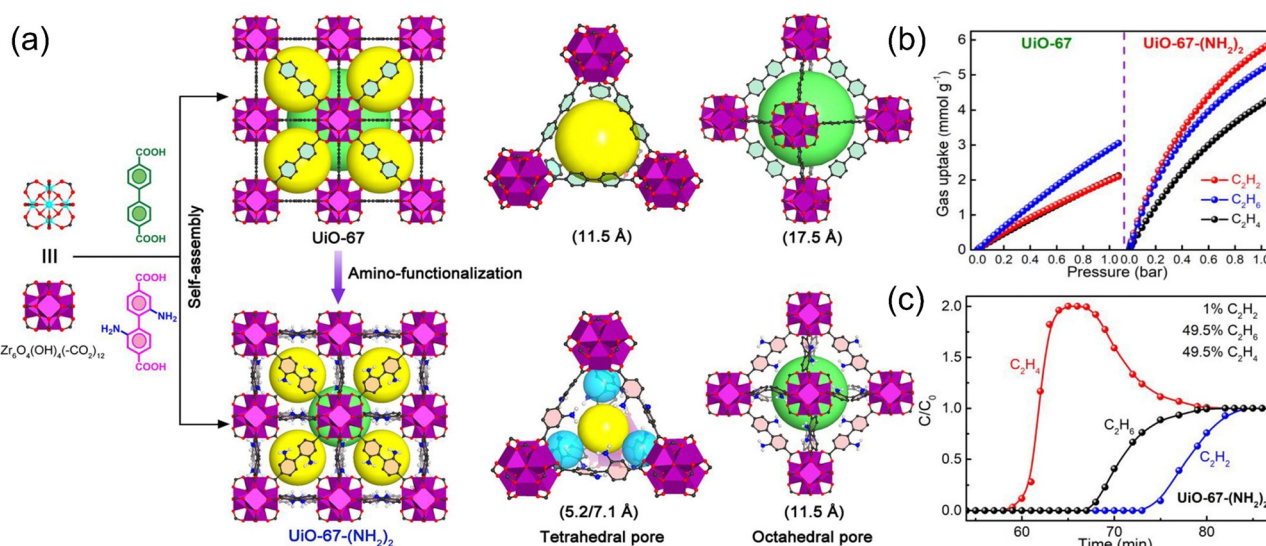 (a)
COOH
COOH
III
COOH
NH₂
H₂N
COOH
Zr₆O₄(OH)₄(-CO₂)₁₂
Self-assembly
UiO-67
(11.5 Å)
(17.5 Å)
Amino-functionalization
UiO-67-(NH₂)₂
(5.2/7.1 Å)
Tetrahedral pore
(11.5 Å)
Octahedral pore
(b)
UiO-67
UiO-67-(NH₂)₂
Gas uptake (mmol g⁻¹)
6
5
4
3
2
1
0
C₂H₂
C₂H₆
C₂H₄
0.0 0.2 0.4 0.6 0.8 1.0 0.2 0.4 0.6 0.8 1.0
Pressure (bar)
(c)
C/C₀
2.0
1.5
1.0
0.5
0.0
1% C₂H₂
49.5% C₂H₆
49.5% C₂H₄
C₂H₄
C₂H₆
C₂H₂
UiO-67-(NH₂)₂
60 70 80
Time (min)